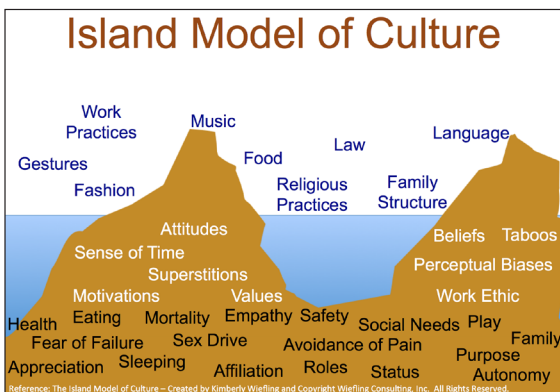 Island Model of Culture
Work
Practices
Music
Law
Language
Gestures
Food
Fashion
Religious
Practices
Family
Structure
Attitudes
Beliefs
Taboos
Sense of Time
Superstitions
Perceptual Biases
Motivations
Values
Work Ethic
Health
Eating
Mortality
Empathy
Safety
Social Needs
Play
Fear of Failure
Sex Drive
Avoidance of Pain
Family
Appreciation
Sleeping
Affiliation
Roles
Status
Purpose
Autonomy
Reference: The Island Model of Culture – Created by Kimberly Wiefling and Copyright Wiefling Consulting, Inc. All Rights Reserved.